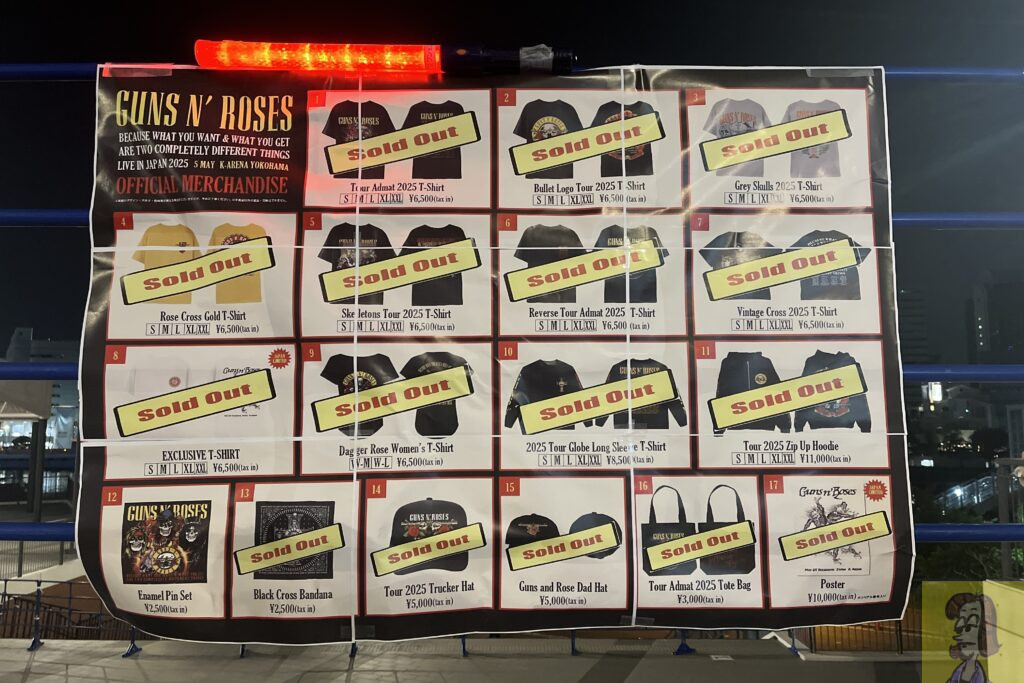 GUNS N' ROSES
BECAUSE WHAT YOU WANT & WHAT YOU GET
ARE TWO COMPLETELY DIFFERENT THINGS
LIVE IN JAPAN 2025 5 MAY K-ARENA YOKOHAMA
OFFICIAL MERCHANDISE
1
Sold Out
Tour Admat 2025 T-Shirt
S M L XL XXL ¥6,500(tax in)
2
Sold Out
Bullet Logo Tour 2025 T-Shirt
S M L XL XXL ¥6,500(tax in)
3
Sold Out
Grey Skulls 2025 T-Shirt
S M L XL XXL ¥6,500(tax in)
4
Sold Out
Rose Cross Gold T-Shirt
S M L XL XXL ¥6,500(tax in)
5
Sold Out
Skeletons Tour 2025 T-Shirt
S M L XL XXL ¥6,500(tax in)
6
Sold Out
Reverse Tour Admat 2025 T-Shirt
S M L XL XXL ¥6,500(tax in)
7
Sold Out
Vintage Cross 2025 T-Shirt
S M L XL XXL ¥6,500(tax in)
8
JAPAN LIMITED
Guns n' Roses
Sold Out
EXCLUSIVE T-SHIRT
S M L XL XXL ¥6,500(tax in)
9
Sold Out
Dagger Rose Women's T-Shirt
W-M W-L ¥6,500(tax in)
10
Sold Out
2025 Tour Globe Long Sleeve T-Shirt
S M L XL XXL ¥8,500(tax in)
11
Sold Out
Tour 2025 Zip Up Hoodie
S M L XL XXL ¥11,000(tax in)
12
GUNS N' ROSES
Enamel Pin Set
¥2,500(tax in)
13
Sold Out
Black Cross Bandana
¥2,500(tax in)
14
GUNS N' ROSES
Sold Out
Tour 2025 Trucker Hat
¥5,000(tax in)
15
Sold Out
Guns and Rose Dad Hat
¥5,000(tax in)
16
Sold Out
Tour Admat 2025 Tote Bag
¥3,000(tax in)
17
JAPAN LIMITED
Guns n' Roses
Sold Out
Poster
¥10,000(tax in)